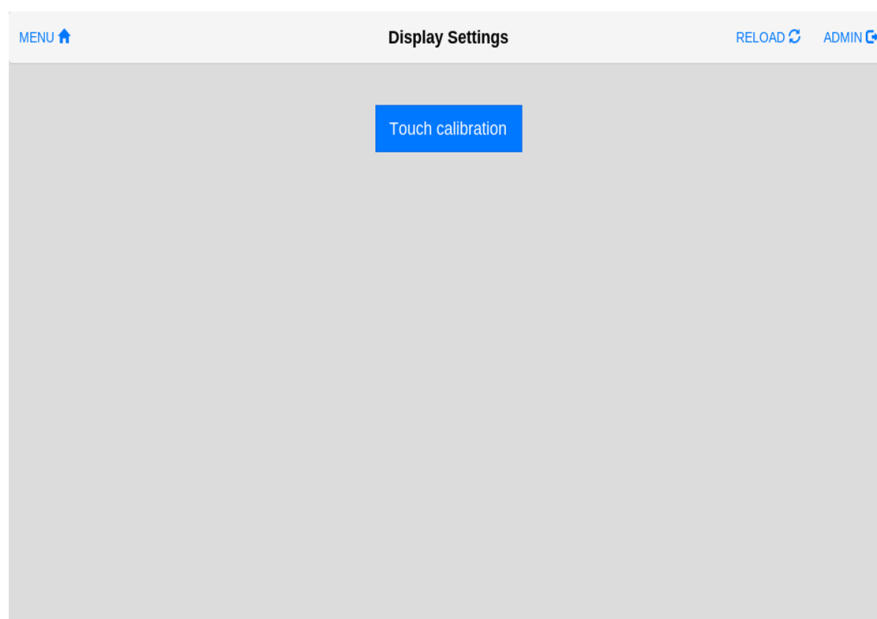 MENU
Display Settings
RELOAD
ADMIN
Touch calibration